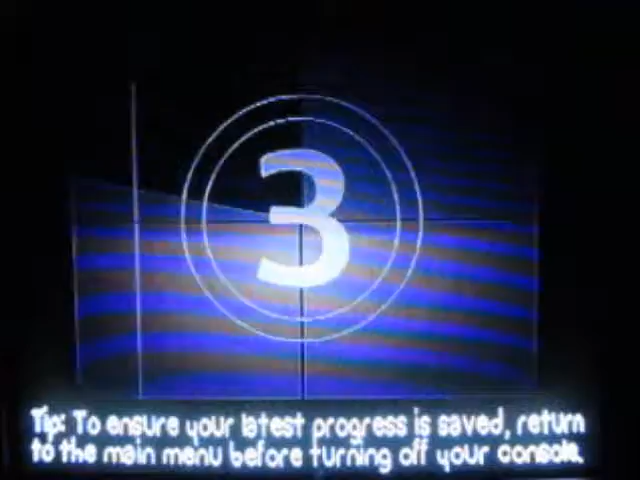 3
Tip: To ensure your latest progress is saved, return
to the main menu before turning off your console.